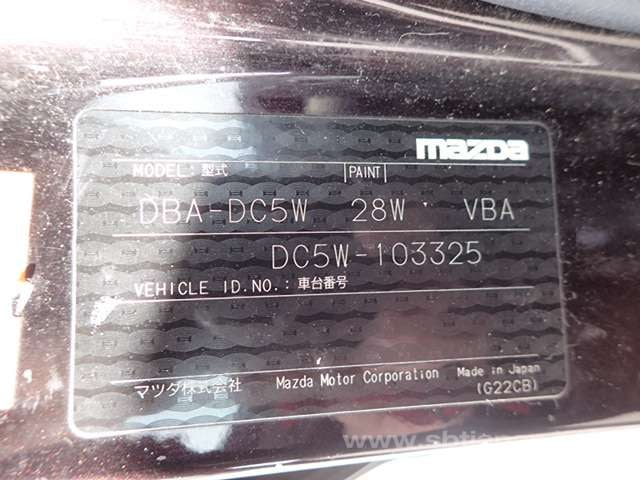 mazda
MODEL: 型式 PAINT
DBA-DC5W 28W VBA
DC5W-103325
VEHICLE ID.NO.: 車台番号
マツダ株式会社 Mazda Motor Corporation Made in Japan
(G22CB)